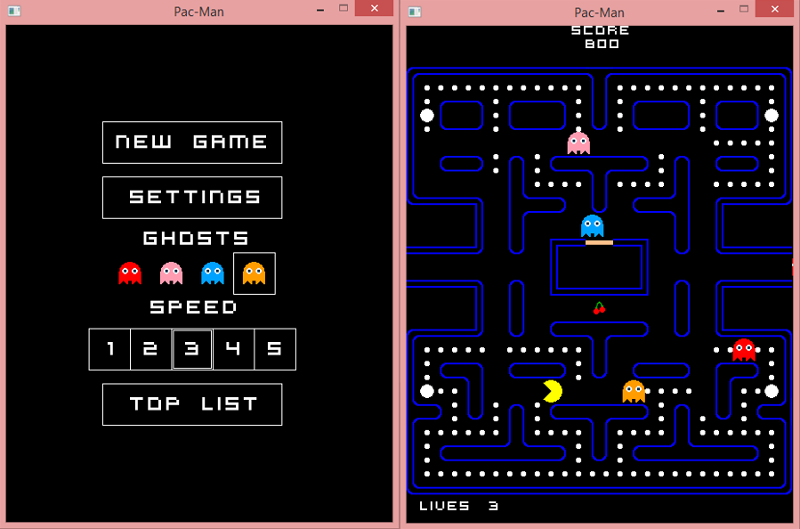 Pac-Man
NEW GAME
SETTINGS
GHOSTS
SPEED
1 2 3 4 5
TOP LIST
Pac-Man
SCORE
800
LIVES 3